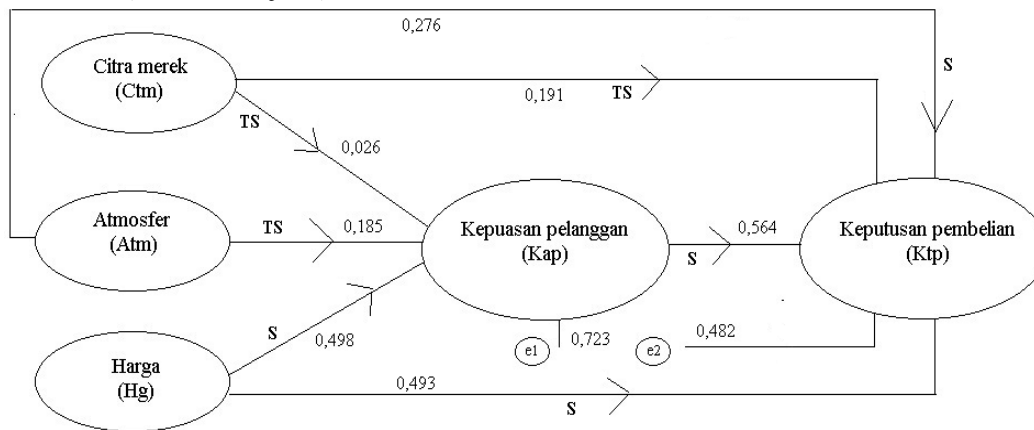 0,276
Citra merek
(Ctm)
S
0,191
TS
TS
0,026
Atmosfer
(Atm)
TS
0,185
Kepuasan pelanggan
(Kap)
0,564
S
Keputusan pembelian
(Ktp)
S
0,498
e1
0,723
e2
0,482
Harga
(Hg)
0,493
S